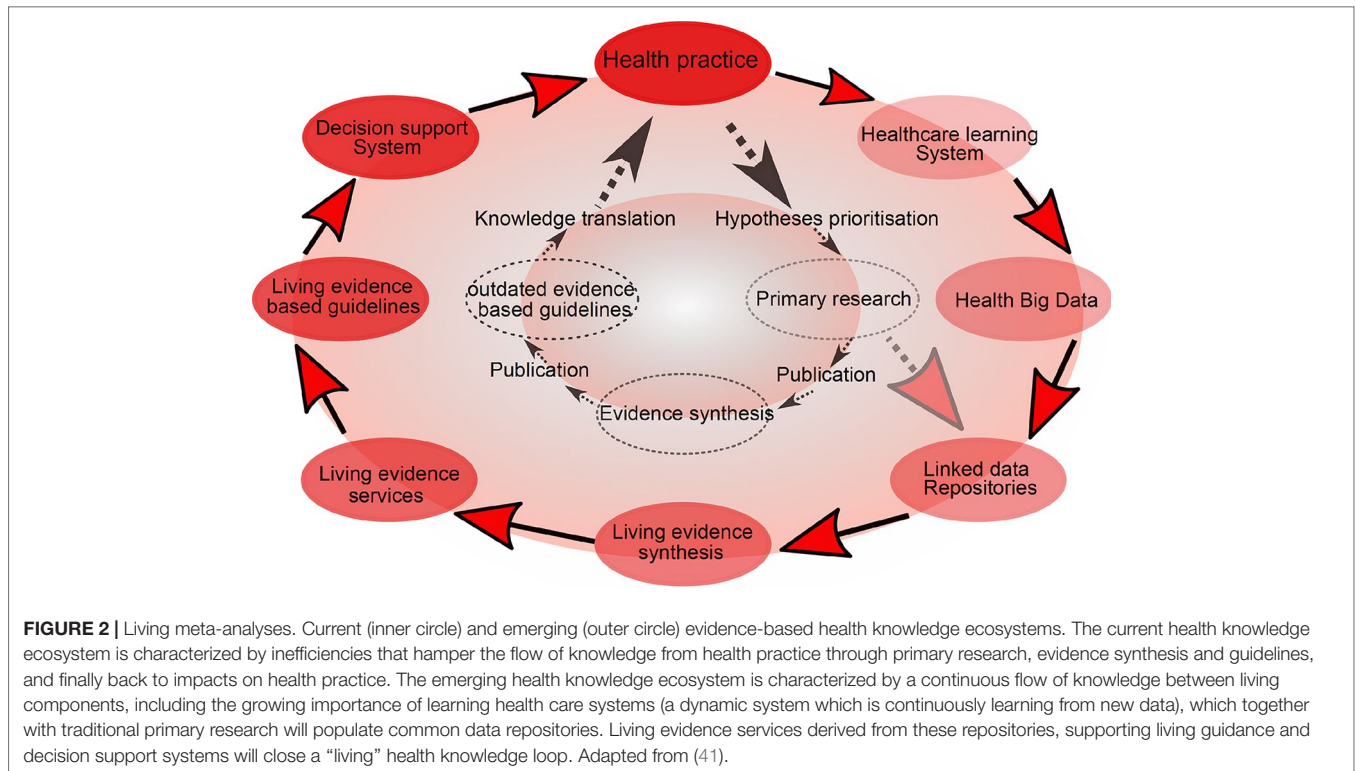 Health practice
Decision support
System
Healthcare learning
System
Knowledge translation
Hypotheses prioritisation
Living evidence
based guidelines
outdated evidence
based guidelines
Primary research
Health Big Data
Publication
Publication
Evidence synthesis
Living evidence
services
Linked data
Repositories
Living evidence
synthesis
FIGURE 2 | Living meta-analyses. Current (inner circle) and emerging (outer circle) evidence-based health knowledge ecosystems. The current health knowledge
ecosystem is characterized by inefficiencies that hamper the flow of knowledge from health practice through primary research, evidence synthesis and guidelines,
and finally back to impacts on health practice. The emerging health knowledge ecosystem is characterized by a continuous flow of knowledge between living
components, including the growing importance of learning health care systems (a dynamic system which is continuously learning from new data), which together
with traditional primary research will populate common data repositories. Living evidence services derived from these repositories, supporting living guidance and
decision support systems will close a “living” health knowledge loop. Adapted from (41).